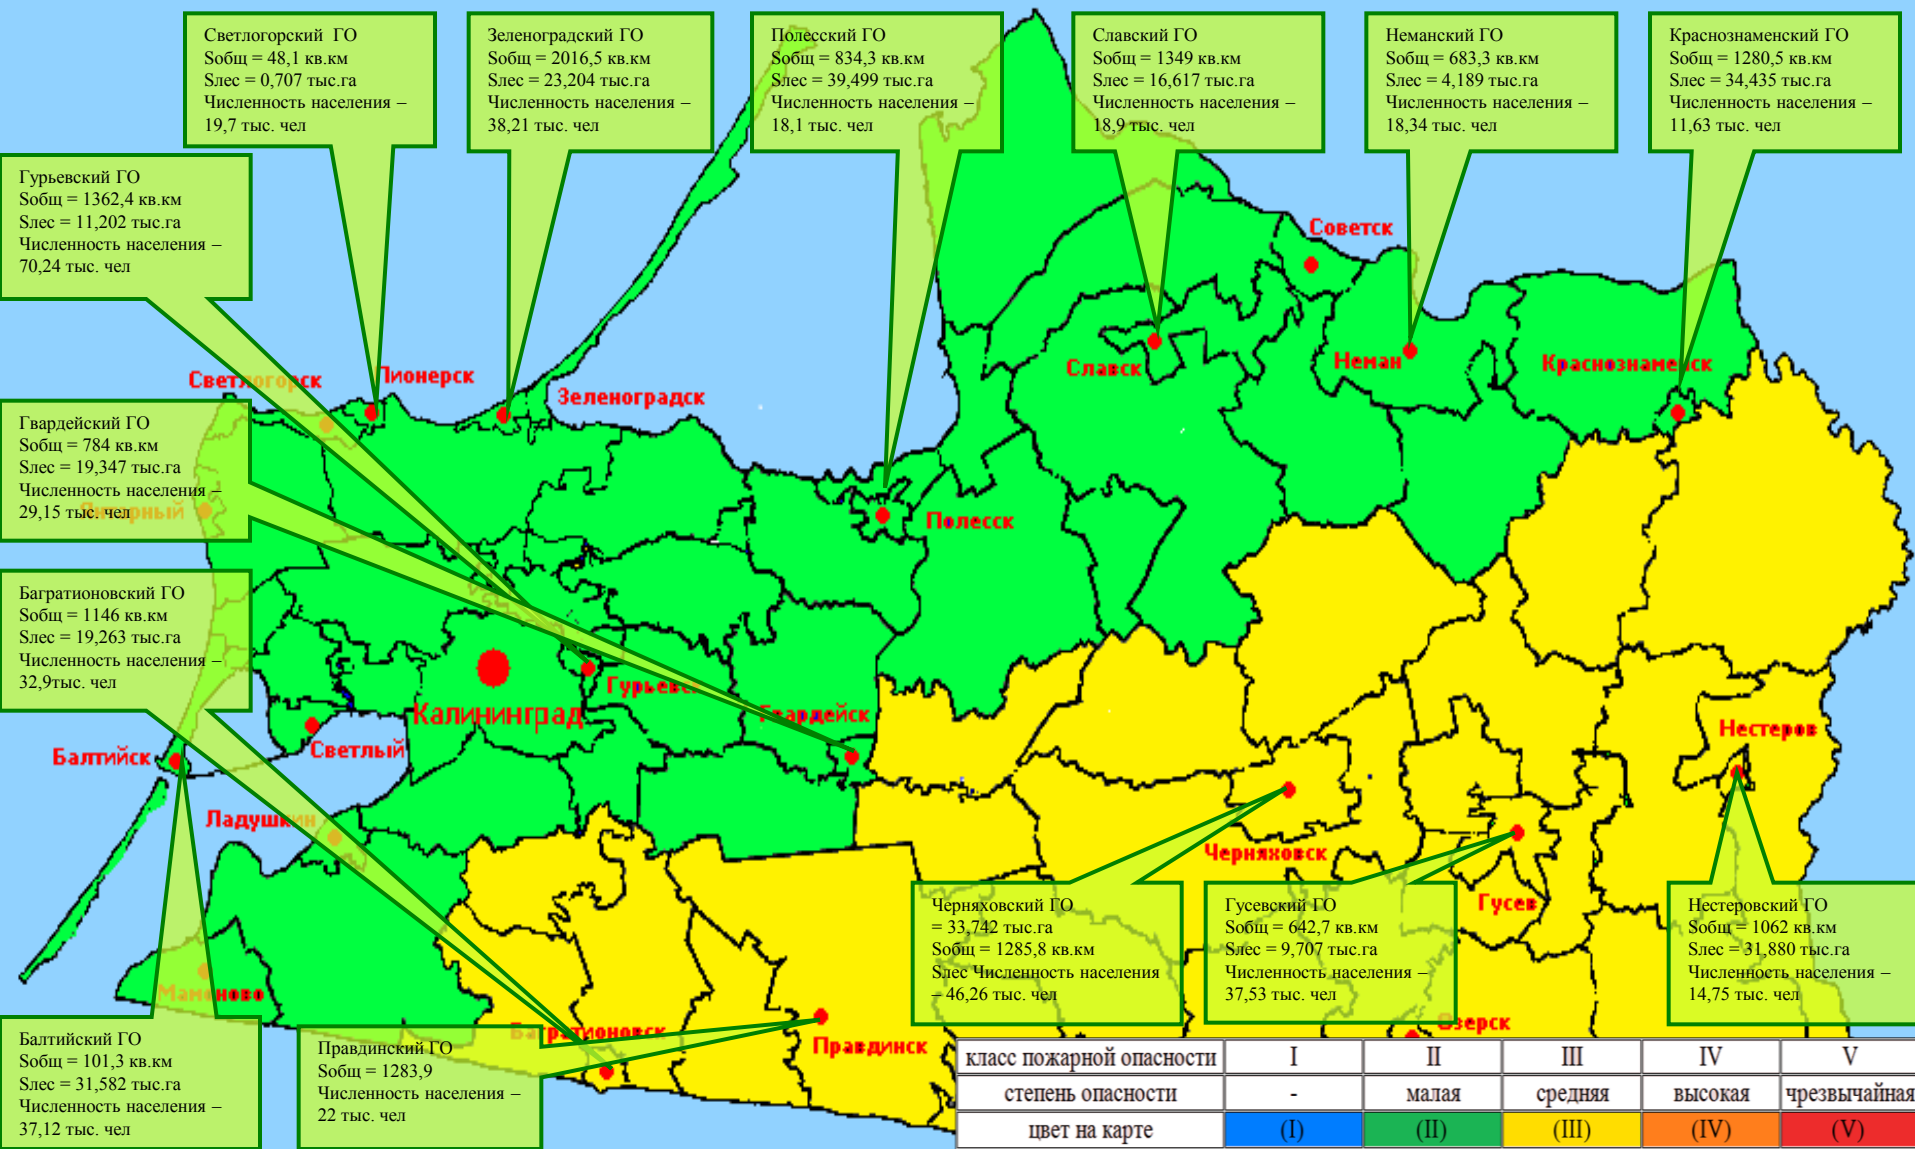 Светлогорский ГО
Sобщ = 48,1 кв.км
Sлес = 0,707 тыс.га
Численность населения –
19,7 тыс. чел
Зеленоградский ГО
Sобщ = 2016,5 кв.км
Sлес = 23,204 тыс.га
Численность населения –
38,21 тыс. чел
Полесский ГО
Sобщ = 834,3 кв.км
Sлес = 39,499 тыс.га
Численность населения –
18,1 тыс. чел
Славский ГО
Sобщ = 1349 кв.км
Sлес = 16,617 тыс.га
Численность населения –
18,9 тыс. чел
Неманский ГО
Sобщ = 683,3 кв.км
Sлес = 4,189 тыс.га
Численность населения –
18,34 тыс. чел
Краснознаменский ГО
Sобщ = 1280,5 кв.км
Sлес = 34,435 тыс.га
Численность населения –
11,63 тыс. чел
Гурьевский ГО
Sобщ = 1362,4 кв.км
Sлес = 11,202 тыс.га
Численность населения –
70,24 тыс. чел
Советск
Славск
Неман
Краснознаменск
Светлогорск
Пионерск
Зеленоградск
Гвардейский ГО
Sобщ = 784 кв.км
Sлес = 19,347 тыс.га
Численность населения –
29,15 тыс. чел
Янтарный
Полесск
Багратионовский ГО
Sобщ = 1146 кв.км
Sлес = 19,263 тыс.га
Численность населения –
32,9тыс. чел
Гурьевск
Калининград
Гвардейск
Нестеров
Балтийск
Светлый
Ладушкин
Черняховск
Гусев
Черняховский ГО
= 33,742 тыс.га
Sобщ = 1285,8 кв.км
Sлес Численность населения
– 46,26 тыс. чел
Гусевский ГО
Sобщ = 642,7 кв.км
Sлес = 9,707 тыс.га
Численность населения –
37,53 тыс. чел
Нестеровский ГО
Sобщ = 1062 кв.км
Sлес = 31,880 тыс.га
Численность населения –
14,75 тыс. чел
Мамоново
Багратионовск
Правдинск
Озерск
Балтийский ГО
Sобщ = 101,3 кв.км
Sлес = 31,582 тыс.га
Численность населения –
37,12 тыс. чел
Правдинский ГО
Sобщ = 1283,9
Численность населения –
22 тыс. чел
класс пожарной опасности I II III IV V
степень опасности - малая средняя высокая чрезвычайная
цвет на карте (I) (II) (III) (IV) (V)